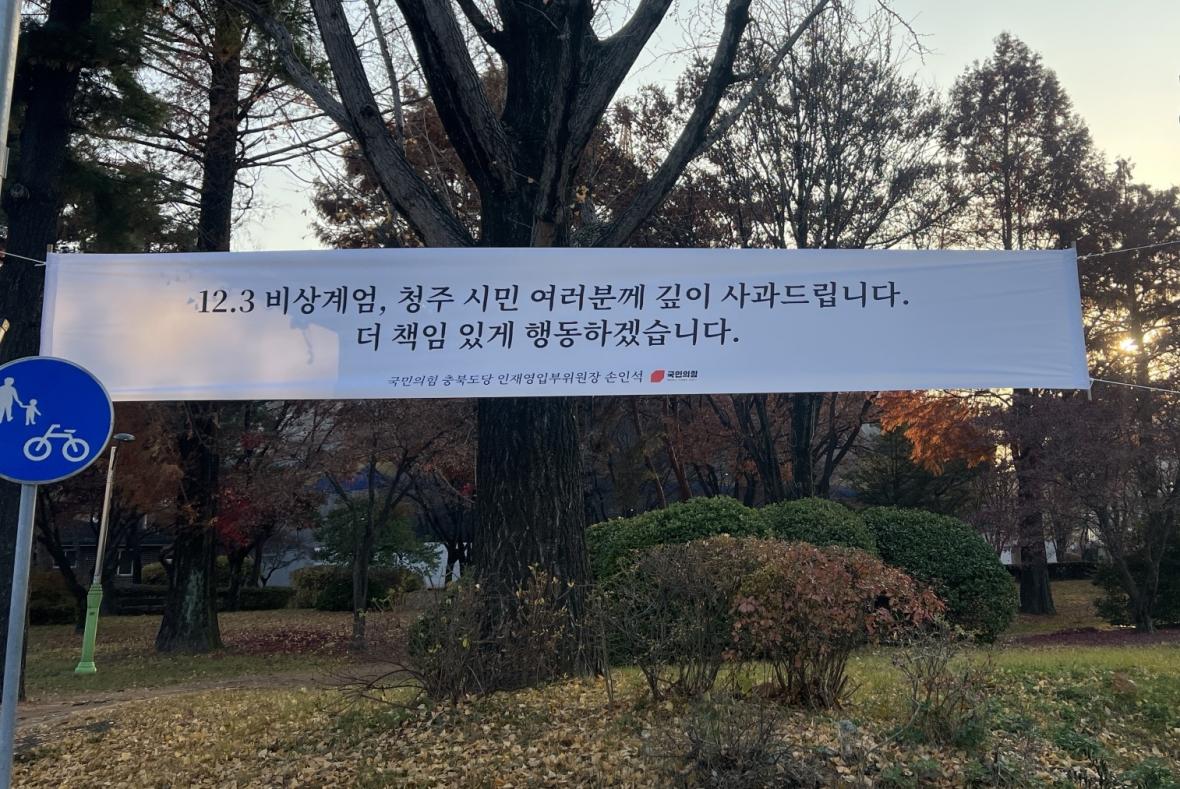 12.3 비상계엄, 청주 시민 여러분께 깊이 사과드립니다.
더 책임 있게 행동하겠습니다.
국민의힘 충북도당 인재영입부위원장 손인석 국민의힘